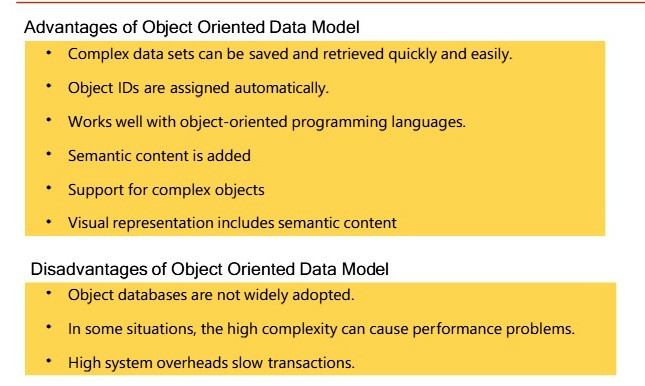 Advantages of Object Oriented Data Model
• Complex data sets can be saved and retrieved quickly and easily.
• Object IDs are assigned automatically.
• Works well with object-oriented programming languages.
• Semantic content is added
• Support for complex objects
• Visual representation includes semantic content
Disadvantages of Object Oriented Data Model
• Object databases are not widely adopted.
• In some situations, the high complexity can cause performance problems.
• High system overheads slow transactions.